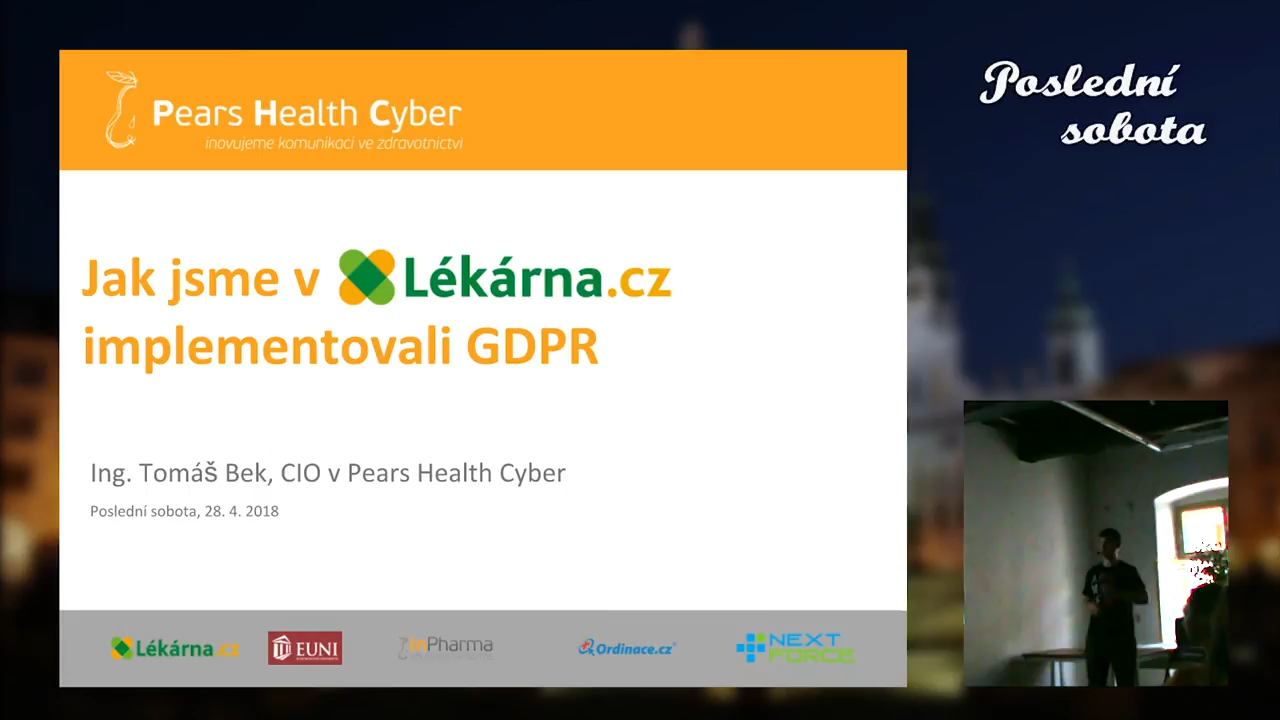 Pears Health Cyber
inovujeme komunikaci ve zdravotnictví
Poslední
sobota
Jak jsme v Lékárna.cz
implementovali GDPR
Ing. Tomáš Bek, CIO v Pears Health Cyber
Poslední sobota, 28. 4. 2018
Lékárna.cz EUNI inPharma Ordinace.cz NEXT
FORCE